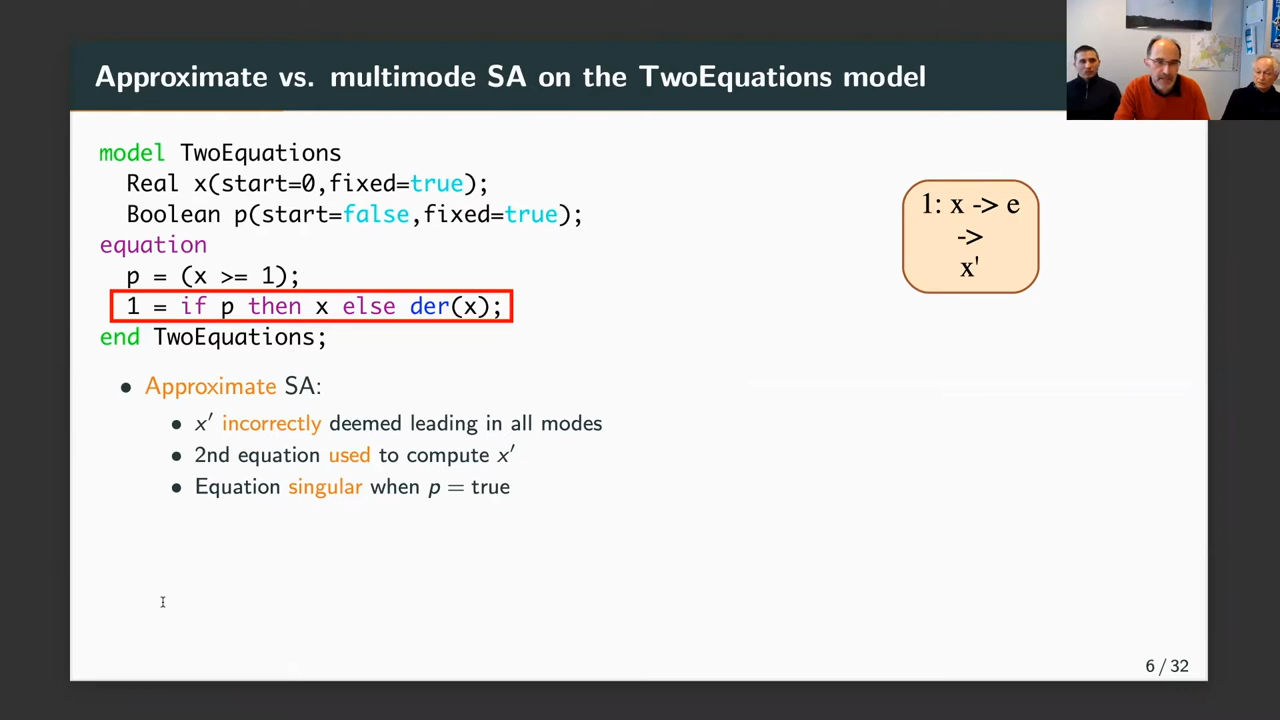 Approximate vs. multimode SA on the TwoEquations model
model TwoEquations
Real x(start=0,fixed=true);
Boolean p(start=false,fixed=true);
equation
p = (x >= 1);
1 = if p then x else der(x);
end TwoEquations;
1: x -> e
->
x'
• Approximate SA:
• x′ incorrectly deemed leading in all modes
• 2nd equation used to compute x′
• Equation singular when p = true
6 / 32